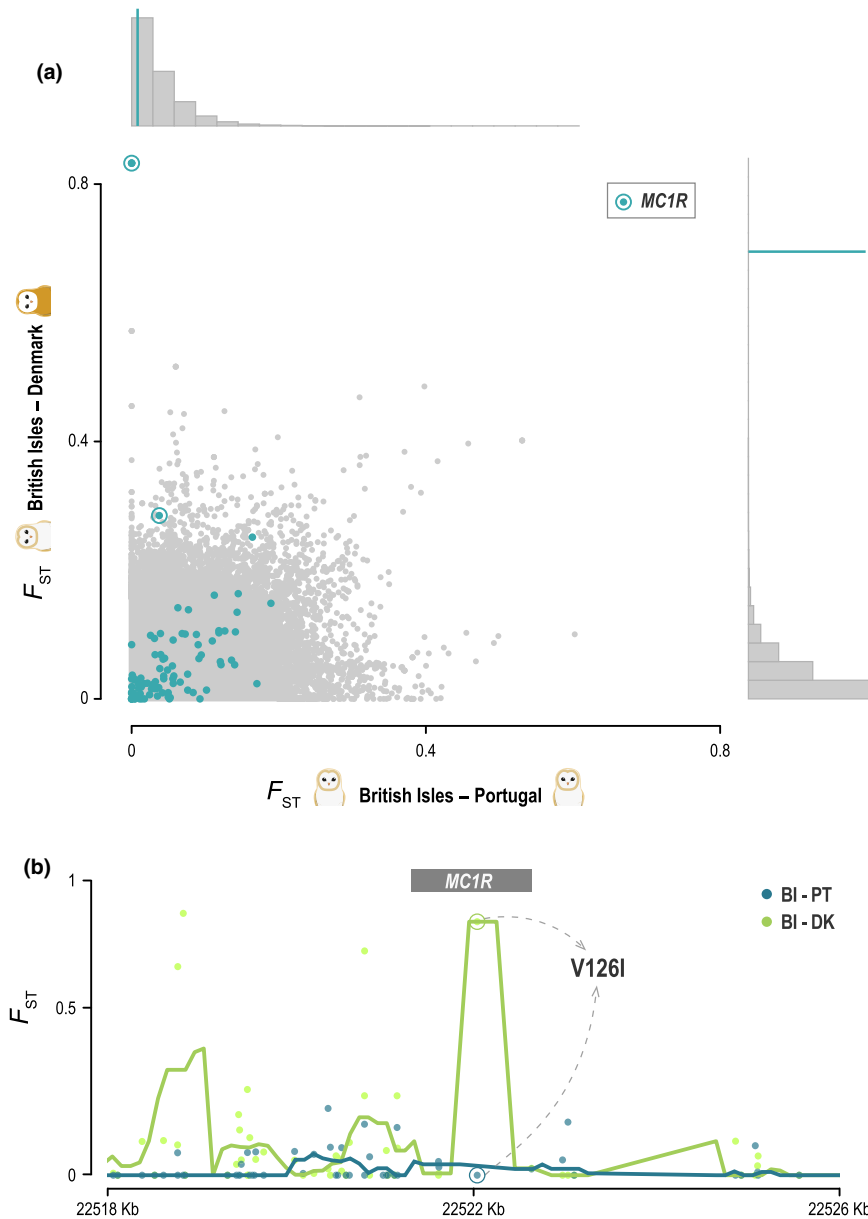 (a)
0.8
MC1R
FST British Isles – Denmark
0.4
0
0 0.4 0.8
FST British Isles – Portugal
(b)
MC1R
1
BI - PT
BI - DK
V126I
FST
0.5
0
22518 Kb 22522 Kb 22526 Kb